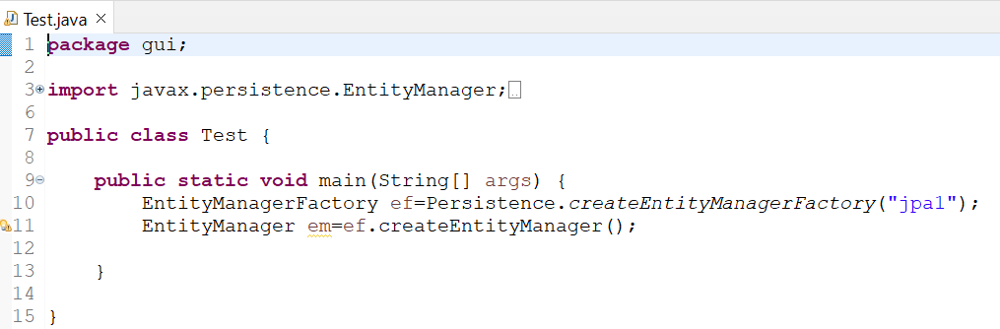 Test.java
1 package gui;
2
3 import javax.persistence.EntityManager;
6
7 public class Test {
8
9 public static void main(String[] args) {
10 EntityManagerFactory ef=Persistence.createEntityManagerFactory("jpa1");
11 EntityManager em=ef.createEntityManager();
12
13 }
14
15 }